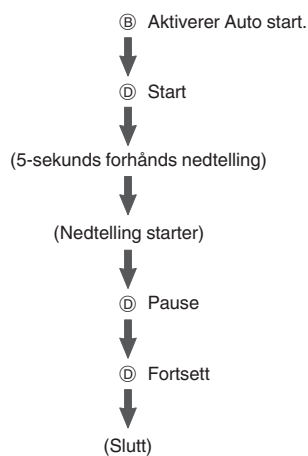 Ⓑ Aktiverer Auto start.
Ⓓ Start
(5-sekunds forhånds nedtelling)
(Nedtelling starter)
Ⓓ Pause
Ⓓ Fortsett
(Slutt)